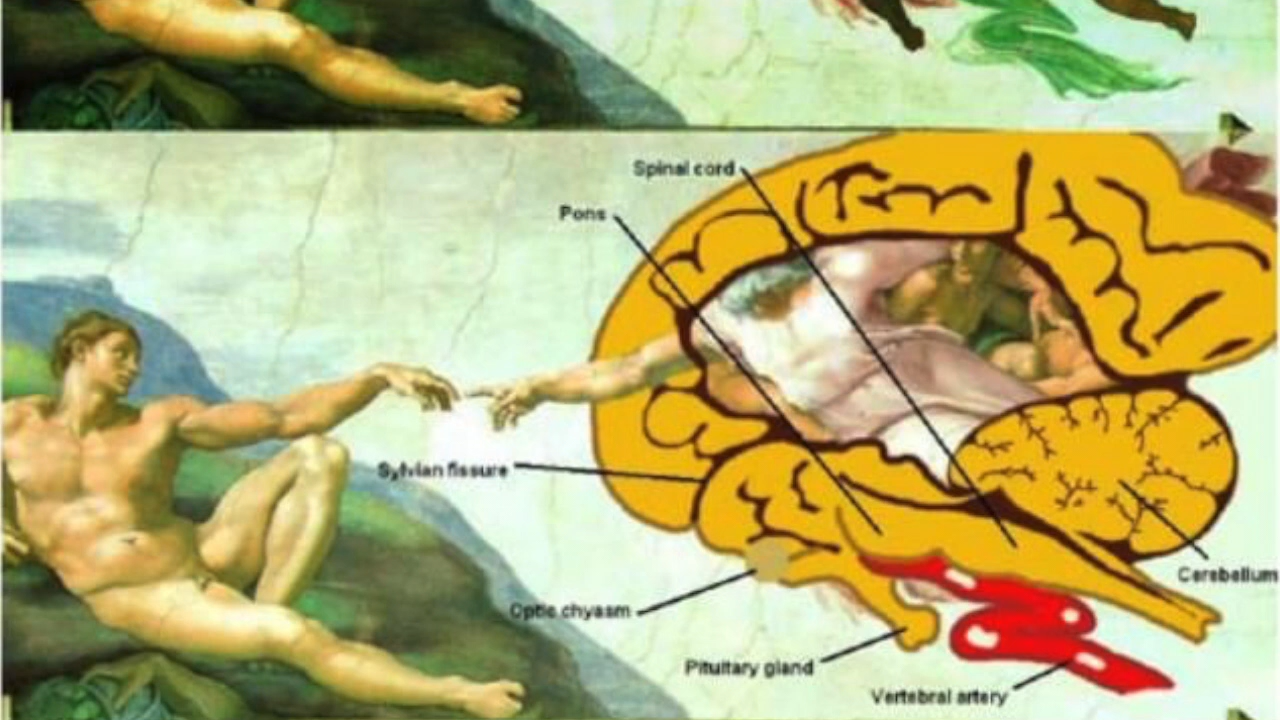 Spinal cord
Pons
Sylvian fissure
Cerebellum
Optic chyasm
Pituitary gland
Vertebral artery